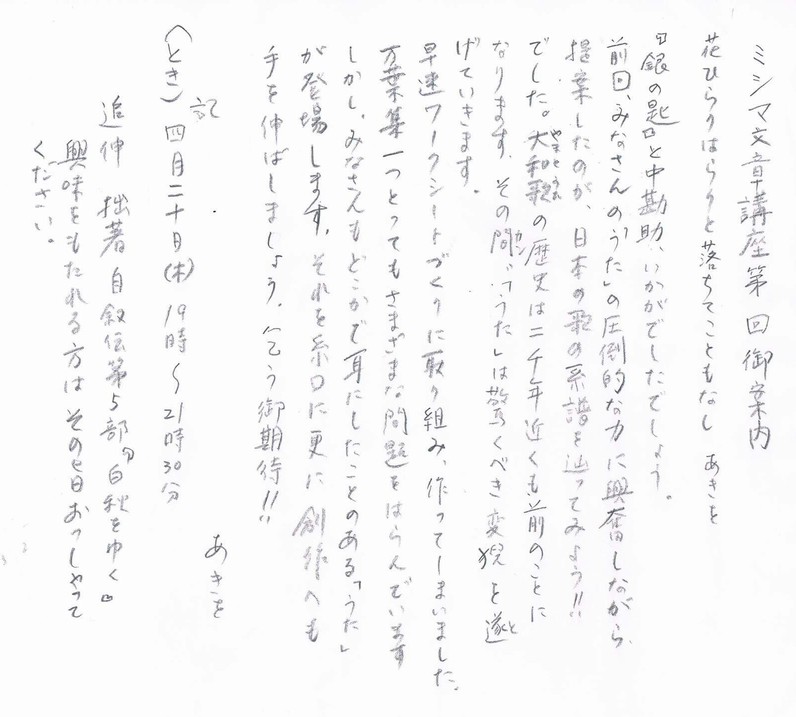 ミシマ文章講座第 回御案内
花ひらりはらりと落ちてこともなし あきを
『銀の匙』と中勘助、いかがでしたでしょう。
前回、みなさんの「うた」の圧倒的な力に興奮しながら、
提案したのが、日本の歌の系譜を辿ってみよう!!
でした。大和歌の歴史は二千年近くも前のことに
なります。その間、「うた」は驚くべき変貌を遂
げていきます。
早速ワークシートづくりに取り組み、作ってしまいました。
万葉集一つとってもさまざまな問題をはらんでいます
しかし、みなさんもどこかで耳にしたことのある「うた」
が登場します。それを糸口に更に創作へも
手を伸ばしましょう。(乞う御期待!!
あきを
記
(とき) 四月二十日(木) 19時〜21時30分
追伸 拙著 自叙伝第5部『白秋をゆく』
興味をもたれる方はその日おっしゃって
ください。